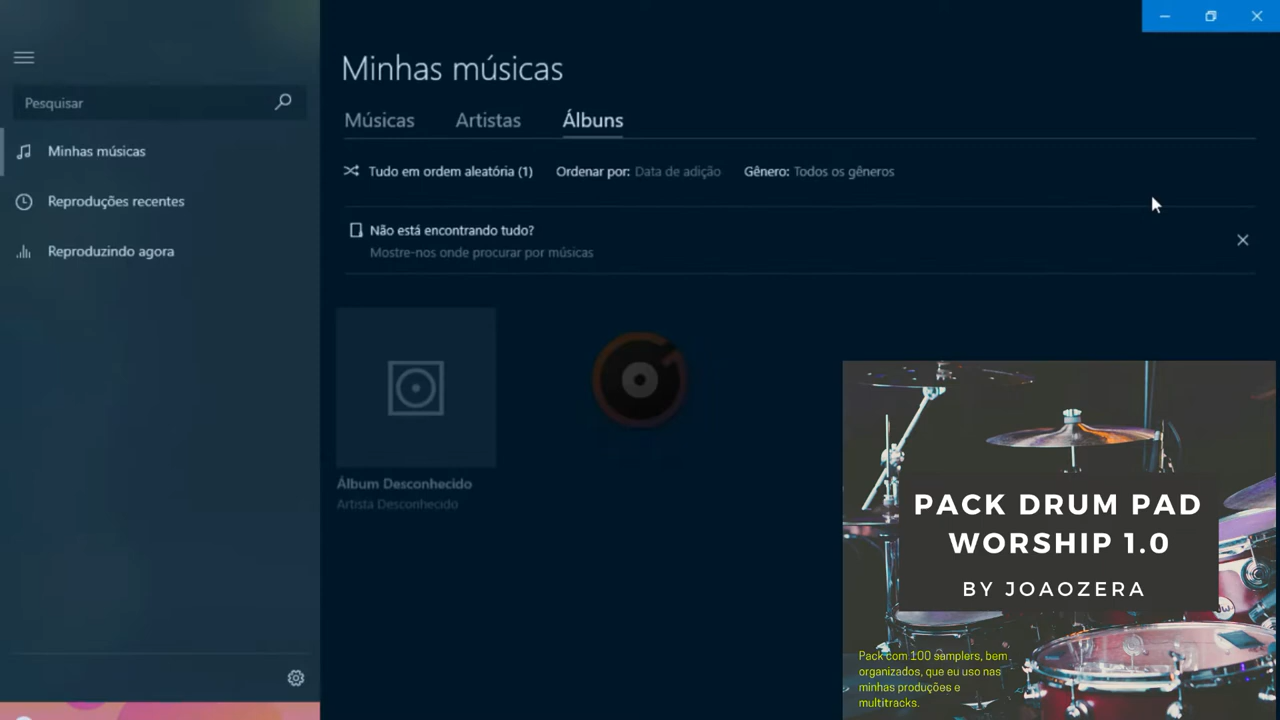 Minhas músicas
Pesquisar
Músicas
Artistas
Álbuns
Minhas músicas
Tudo em ordem aleatória (1)
Ordenar por: Data de adição
Gênero: Todos os gêneros
Reproduções recentes
Não está encontrando tudo?
Mostre-nos onde procurar por músicas
Reproduzindo agora
Álbum Desconhecido
Artista Desconhecido
PACK DRUM PAD
WORSHIP 1.0
BY JOAOZERA
Pack com 100 samplers, bem
organizados, que eu uso nas
minhas produções e
multitracks.